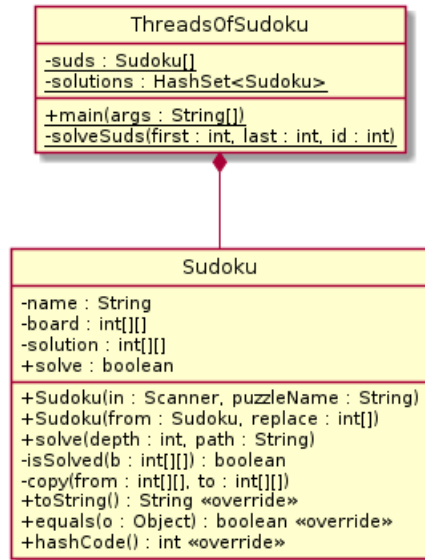 ThreadsOfSudoku
-suds : Sudoku[]
-solutions : HashSet<Sudoku>
+main(args : String[])
-solveSuds(first : int, last : int, id : int)
Sudoku
-name : String
-board : int[][]
-solution : int[][]
+solve : boolean
+Sudoku(in : Scanner, puzzleName : String)
+Sudoku(from : Sudoku, replace : int[])
+solve(depth : int, path : String)
-isSolved(b : int[][]) : boolean
-copy(from : int[][], to : int[][])
+toString() : String «override»
+equals(o : Object) : boolean «override»
+hashCode() : int «override»